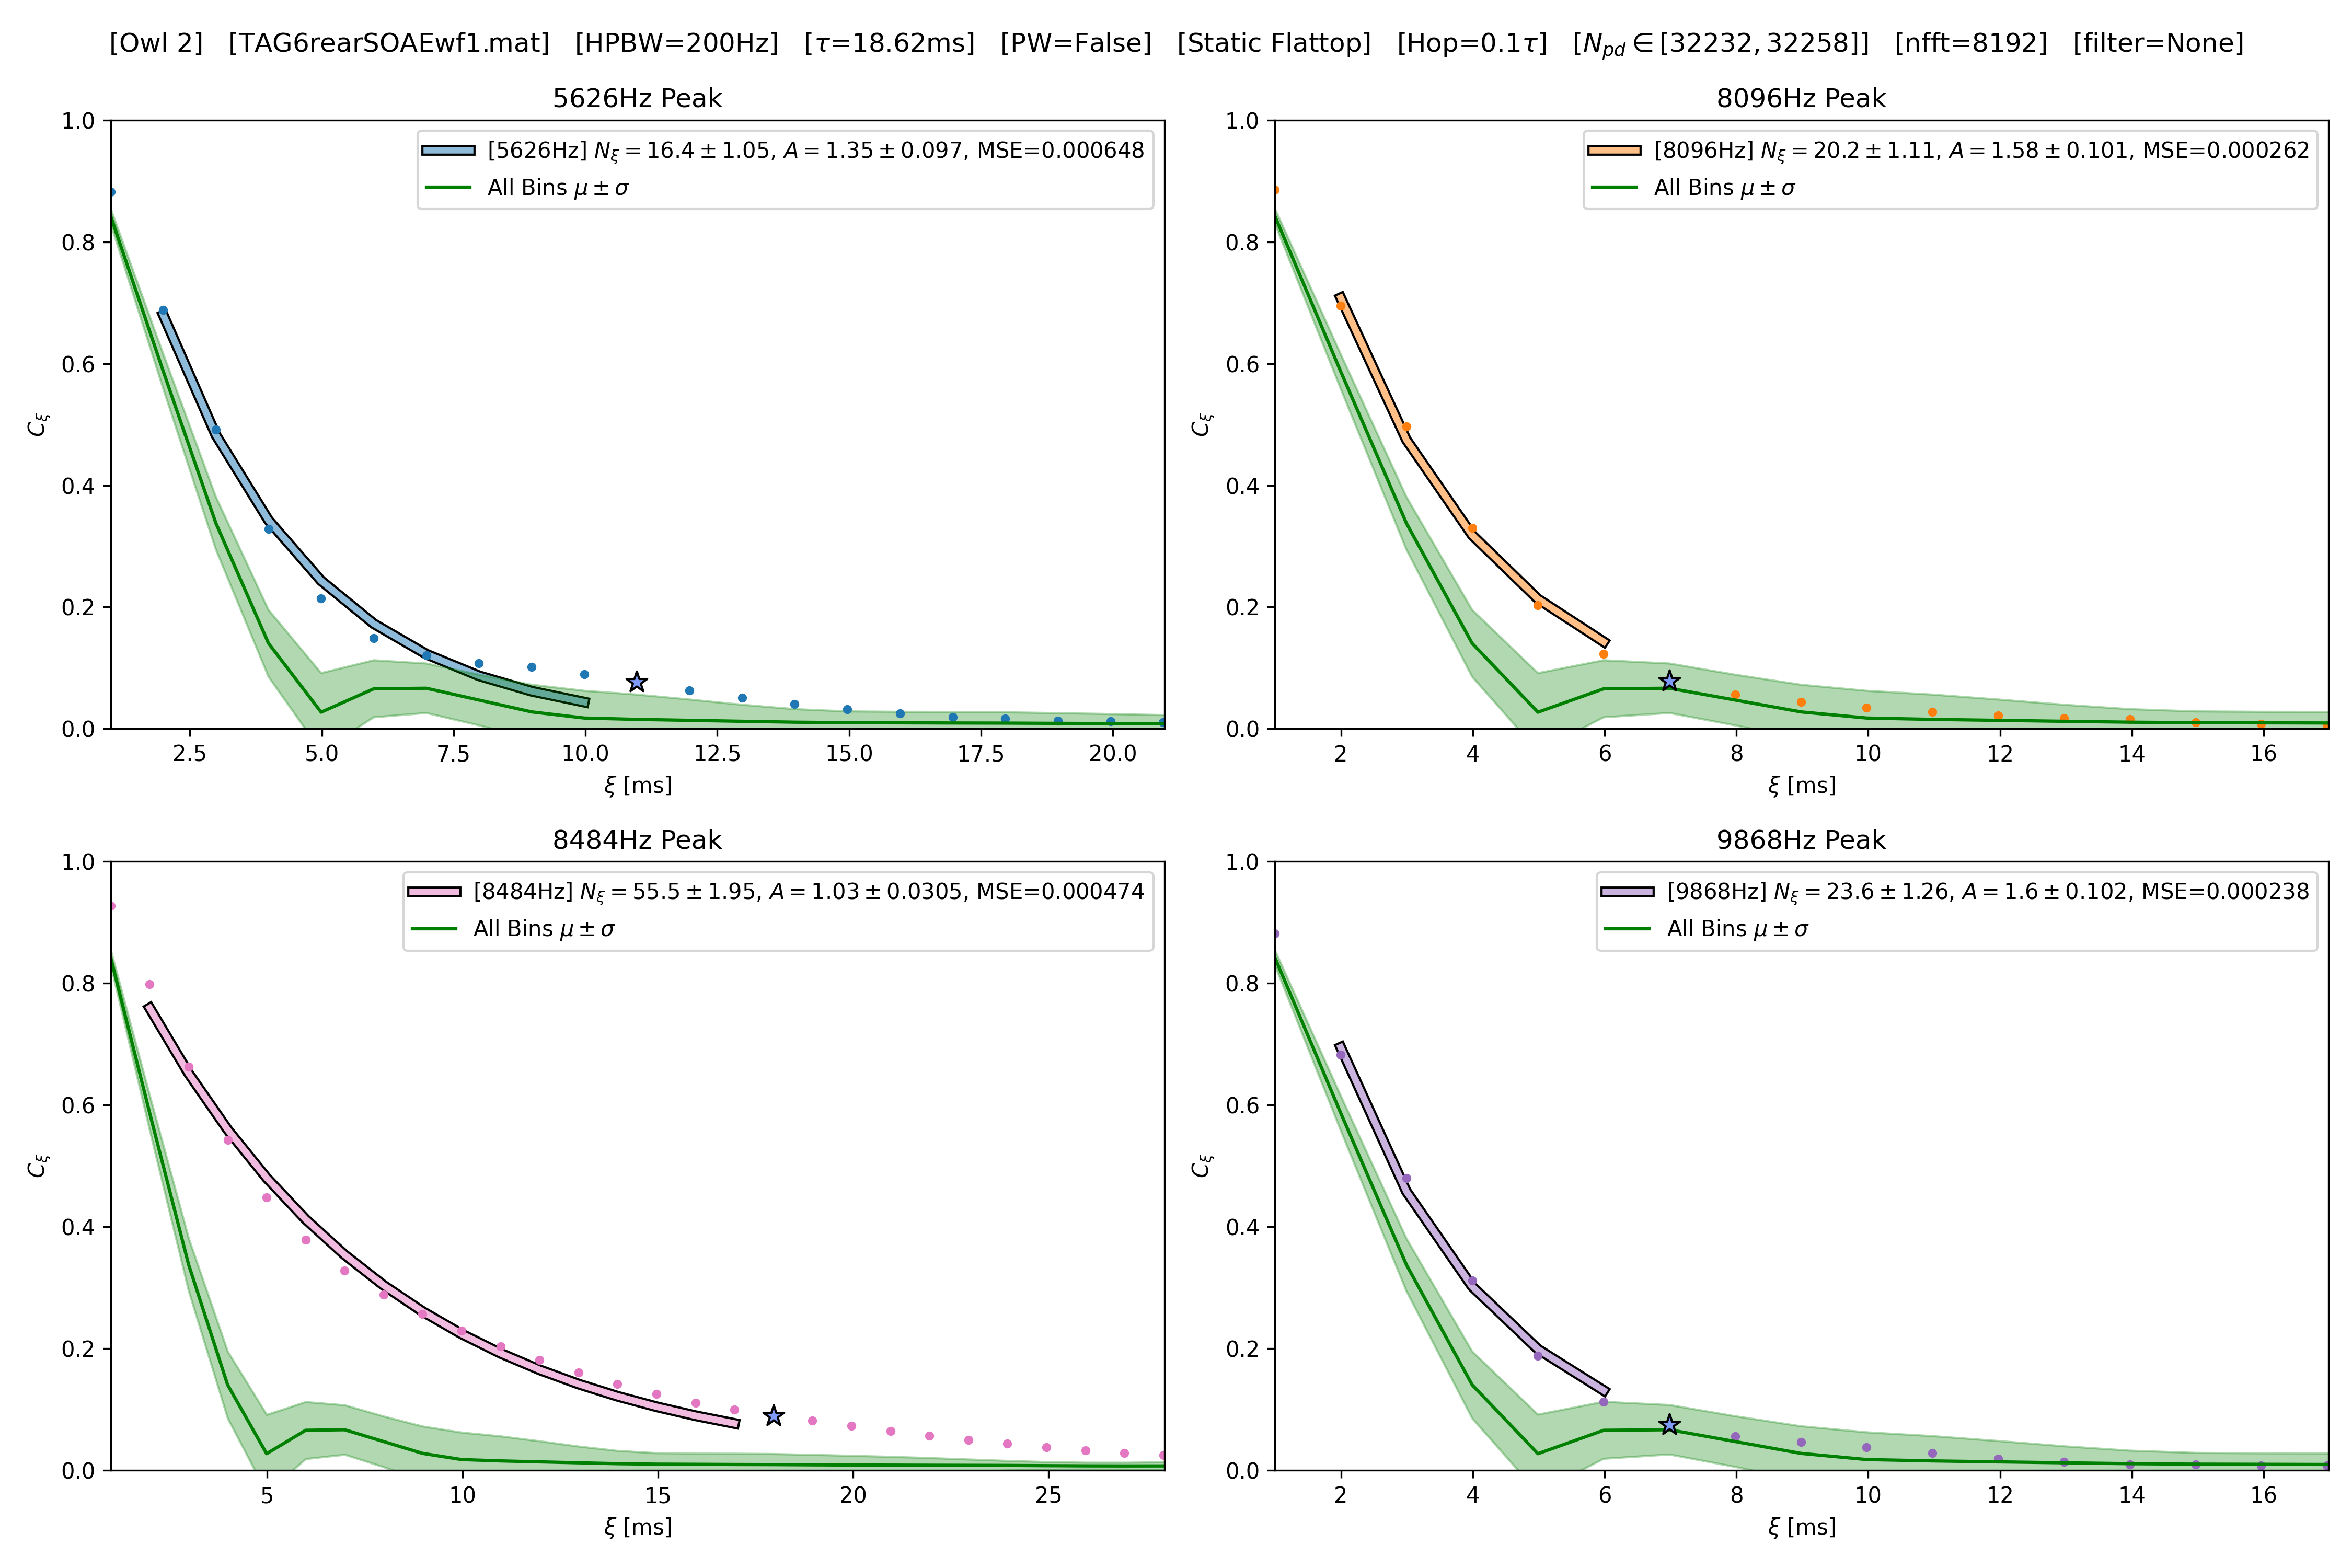 [Owl 2] [TAG6rearSOAEwf1.mat] [HPBW=200Hz] [τ=18.62ms] [PW=False] [Static Flattop] [Hop=0.1τ] [N_pd ∈ [32232, 32258]] [nfft=8192] [filter=None]
5626Hz Peak
[5626Hz] N_ξ = 16.4 ± 1.05, A = 1.35 ± 0.097, MSE=0.000648
All Bins μ ± σ
1.0
0.8
0.6
0.4
0.2
0.0
C_ξ
2.5 5.0 7.5 10.0 12.5 15.0 17.5 20.0
ξ [ms]
8096Hz Peak
[8096Hz] N_ξ = 20.2 ± 1.11, A = 1.58 ± 0.101, MSE=0.000262
All Bins μ ± σ
1.0
0.8
0.6
0.4
0.2
0.0
C_ξ
2 4 6 8 10 12 14 16
ξ [ms]
8484Hz Peak
[8484Hz] N_ξ = 55.5 ± 1.95, A = 1.03 ± 0.0305, MSE=0.000474
All Bins μ ± σ
1.0
0.8
0.6
0.4
0.2
0.0
C_ξ
5 10 15 20 25
ξ [ms]
9868Hz Peak
[9868Hz] N_ξ = 23.6 ± 1.26, A = 1.6 ± 0.102, MSE=0.000238
All Bins μ ± σ
1.0
0.8
0.6
0.4
0.2
0.0
C_ξ
2 4 6 8 10 12 14 16
ξ [ms]